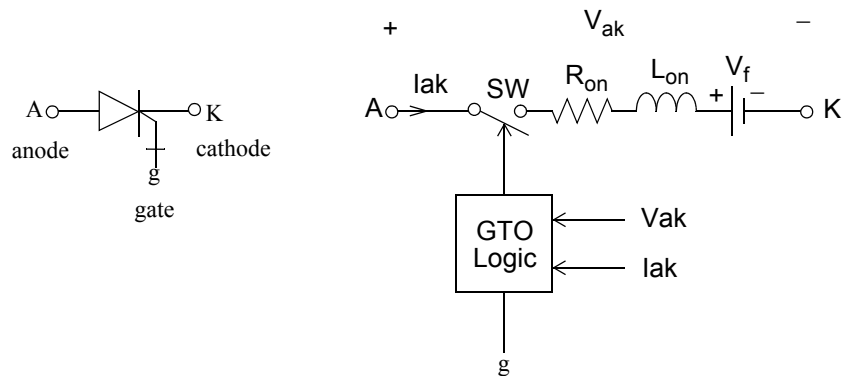 + Vak −
Iak SW Ron Lon Vf
+ −
A K
A K
anode cathode
g
gate
GTO
Logic
Vak
Iak
g